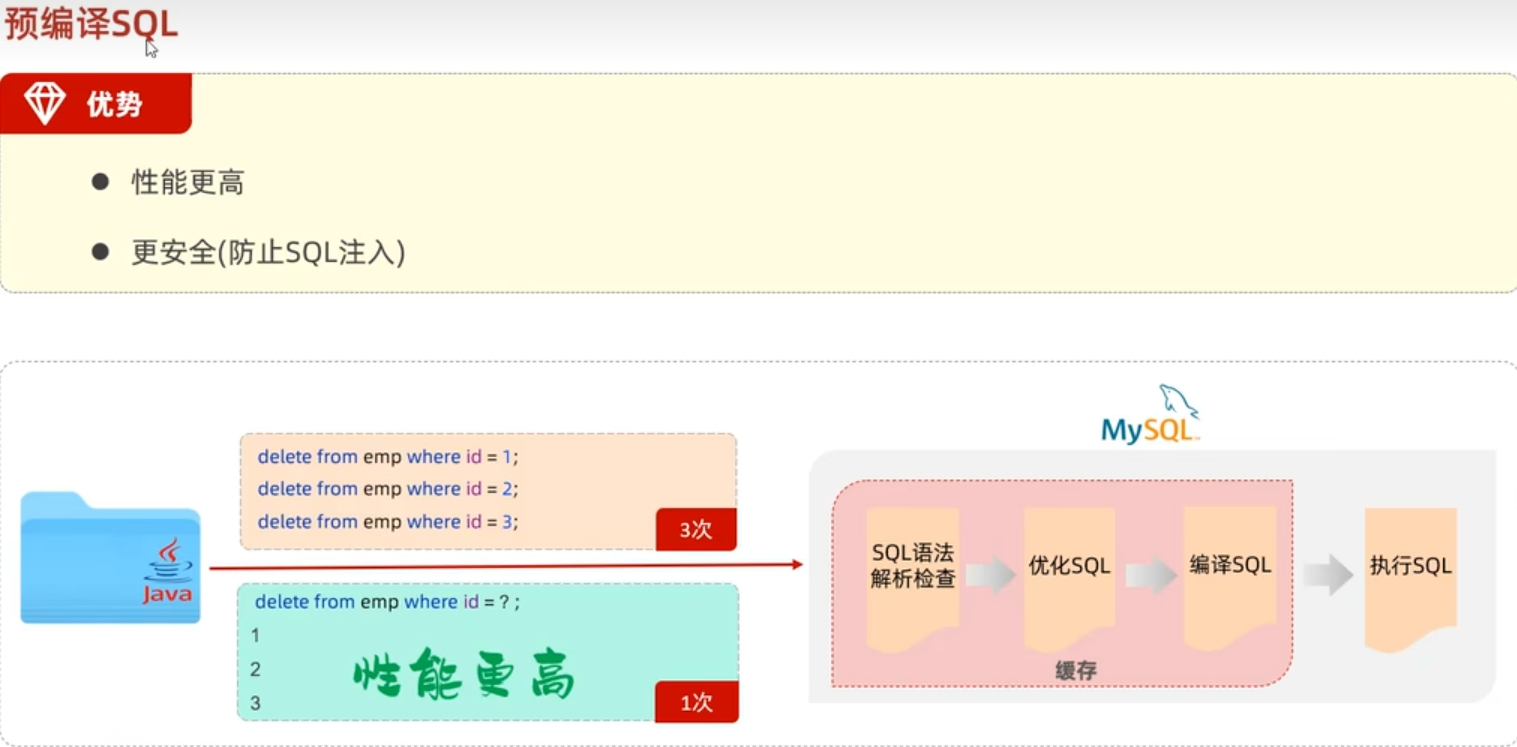 预编译SQL
优势
● 性能更高
● 更安全(防止SQL注入)
MySQL
delete from emp where id = 1;
delete from emp where id = 2;
delete from emp where id = 3;
3次
Java
delete from emp where id = ? ;
1
2
3
性能更高
1次
SQL语法
解析检查
优化SQL
编译SQL
执行SQL
缓存